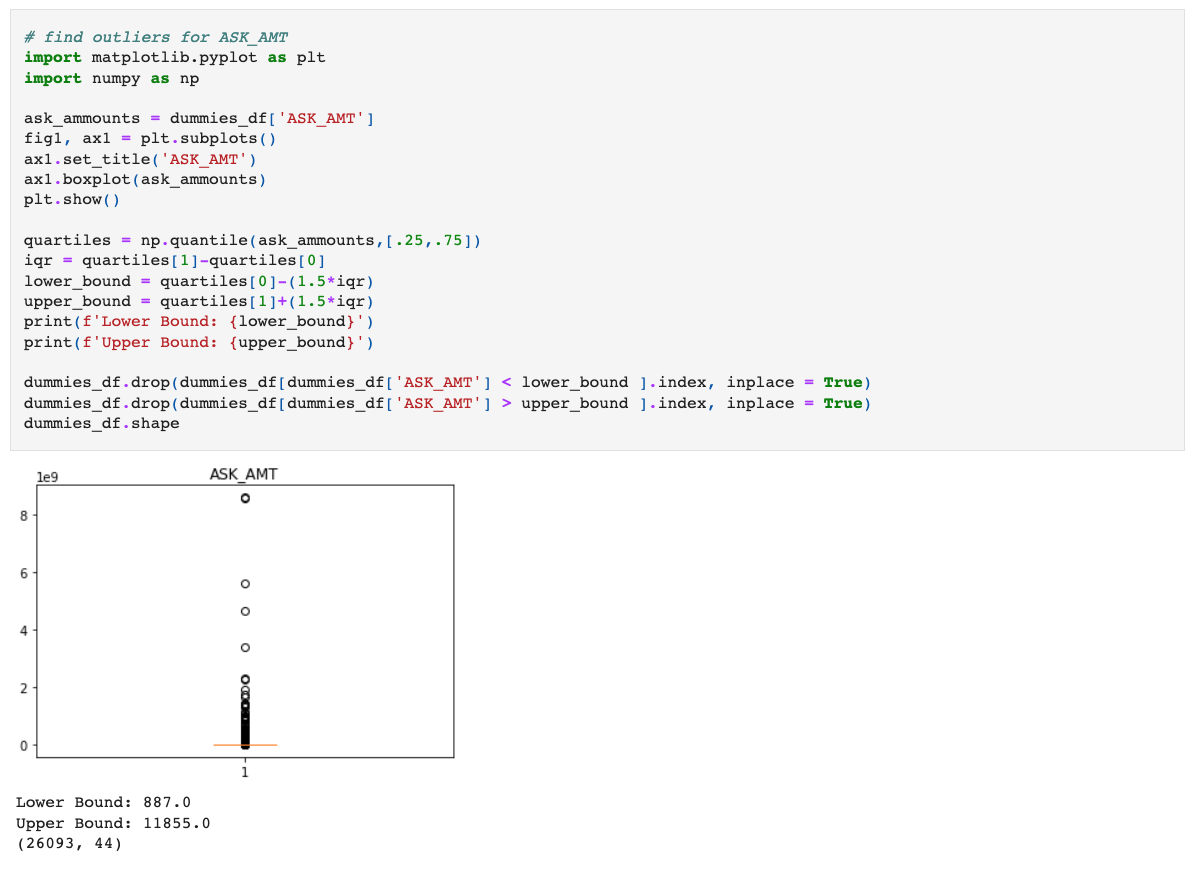 # find outliers for ASK_AMT
import matplotlib.pyplot as plt
import numpy as np

ask_ammounts = dummies_df['ASK_AMT']
fig1, ax1 = plt.subplots()
ax1.set_title('ASK_AMT')
ax1.boxplot(ask_ammounts)
plt.show()

quartiles = np.quantile(ask_ammounts,[.25,.75])
iqr = quartiles[1]-quartiles[0]
lower_bound = quartiles[0]-(1.5*iqr)
upper_bound = quartiles[1]+(1.5*iqr)
print(f'Lower Bound: {lower_bound}')
print(f'Upper Bound: {upper_bound}')

dummies_df.drop(dummies_df[dummies_df['ASK_AMT'] < lower_bound ].index, inplace = True)
dummies_df.drop(dummies_df[dummies_df['ASK_AMT'] > upper_bound ].index, inplace = True)
dummies_df.shape
ASK_AMT
1e9
8
6
4
2
0
1
Lower Bound: 887.0
Upper Bound: 11855.0
(26093, 44)